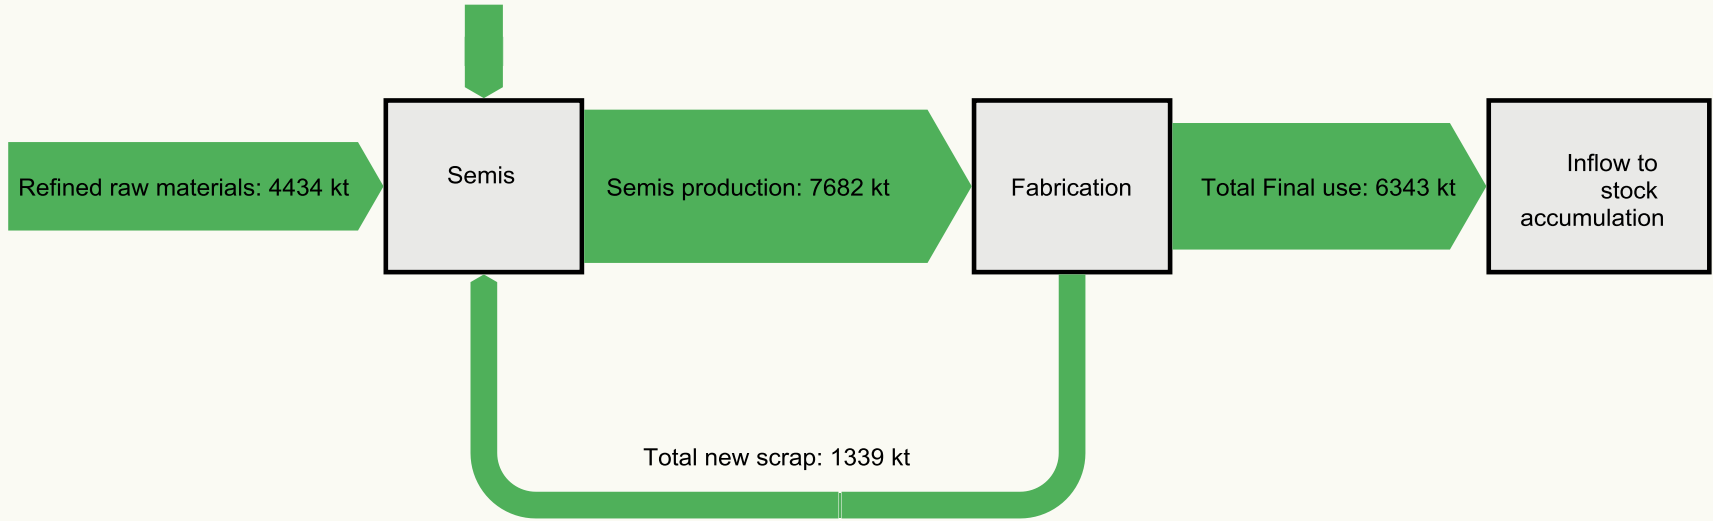 Refined raw materials: 4434 kt
Semis
Semis production: 7682 kt
Fabrication
Total Final use: 6343 kt
Inflow to
stock
accumulation
Total new scrap: 1339 kt